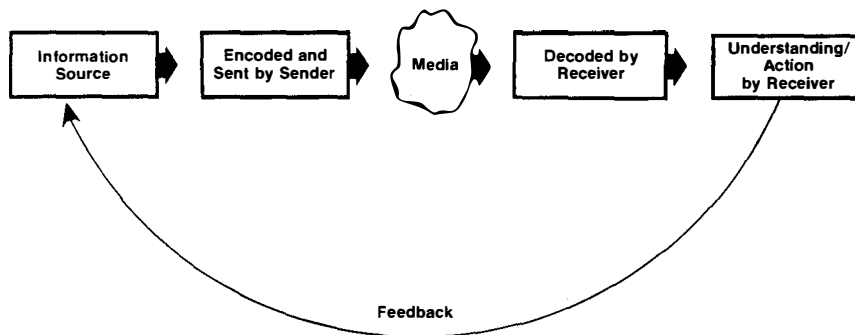 Information
Source
Encoded and
Sent by Sender
Media
Decoded by
Receiver
Understanding/
Action
by Receiver
Feedback